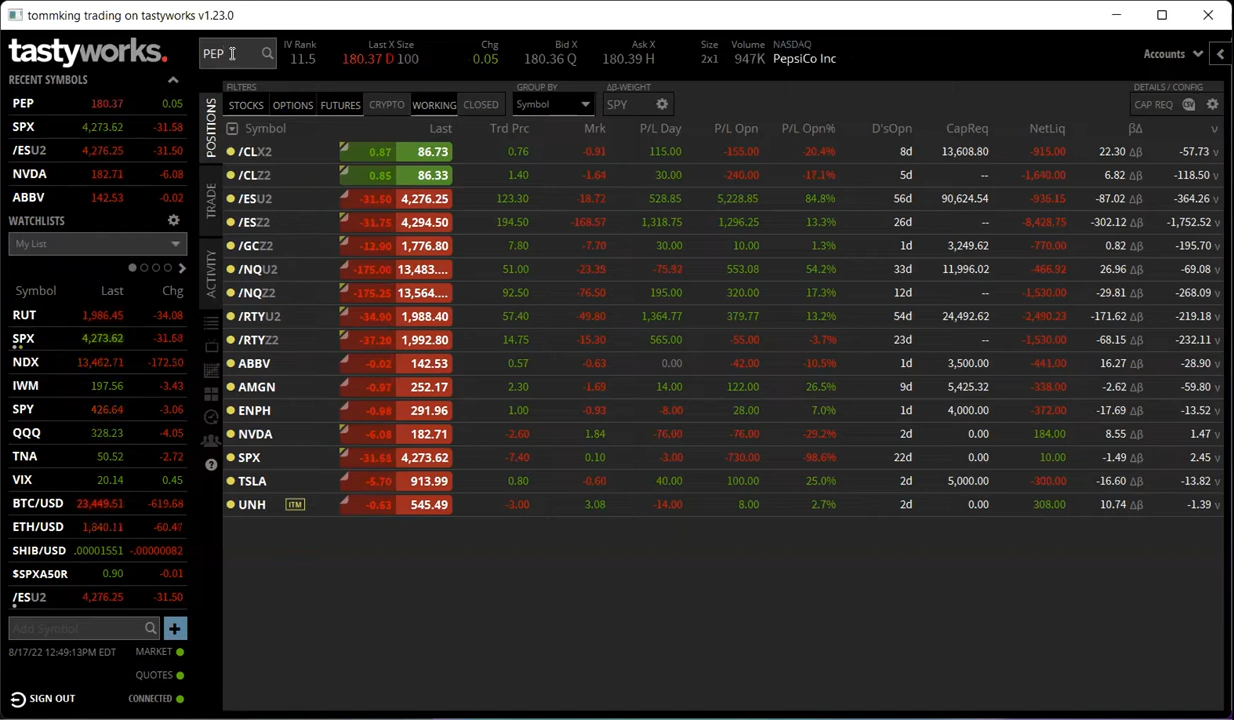 tommking trading on tastyworks v1.23.0
tastyworks.
PEP
IV Rank Last X Size Chg Bid X Ask X Size Volume NASDAQ
11.5 180.37 D 100 0.05 180.36 Q 180.39 H 2x1 947K PepsiCo Inc
Accounts
RECENT SYMBOLS
PEP 180.37 0.05
SPX 4,273.62 -31.58
/ESU2 4,276.25 -31.50
NVDA 182.71 -6.08
ABBV 142.53 -0.02
WATCHLISTS
My List
Symbol Last Chg
RUT 1,986.45 -34.08
SPX 4,273.62 -31.58
NDX 13,462.71 -172.50
IWM 197.56 -3.43
SPY 426.64 -3.06
QQQ 328.23 -4.05
TNA 50.52 -2.72
VIX 20.14 0.45
BTC/USD 23,449.51 -619.68
ETH/USD 1,840.11 -60.47
SHIB/USD .00001551 -.00000082
$SPXA50R 0.90 -0.01
/ESU2 4,276.25 -31.50
Add Symbol
8/17/22 12:49:13PM EDT MARKET
QUOTES
SIGN OUT CONNECTED
POSITIONS
TRADE
ACTIVITY
FILTERS GROUP BY Δβ-WEIGHT DETAILS / CONFIG
STOCKS OPTIONS FUTURES CRYPTO WORKING CLOSED Symbol SPY CAP REQ
Symbol Last Trd Prc Mrk P/L Day P/L Opn P/L Opn% D'sOpn CapReq NetLiq βΔ ν
/CLX2 0.87 86.73 0.76 -0.91 115.00 -155.00 -20.4% 8d 13,608.80 -915.00 22.30 Δβ -57.73 ν
/CLZ2 0.85 86.33 1.40 -1.64 30.00 -240.00 -17.1% 5d -- -1,640.00 6.82 Δβ -118.50 ν
/ESU2 -31.50 4,276.25 123.30 -18.72 528.85 5,228.85 84.8% 56d 90,624.54 -936.15 -87.02 Δβ -364.26 ν
/ESZ2 -31.75 4,294.50 194.50 -168.57 1,318.75 1,296.25 13.3% 26d -- -8,428.75 -302.12 Δβ -1,752.52 ν
/GCZ2 -12.90 1,776.80 7.80 -7.70 30.00 10.00 1.3% 1d 3,249.62 -770.00 0.82 Δβ -195.70 ν
/NQU2 -175.00 13,483.... 51.00 -23.35 -75.92 553.08 54.2% 33d 11,996.02 -466.92 26.96 Δβ -69.08 ν
/NQZ2 -175.25 13,564.... 92.50 -76.50 195.00 320.00 17.3% 12d -- -1,530.00 -29.81 Δβ -268.09 ν
/RTYU2 -34.90 1,988.40 57.40 -49.80 1,364.77 379.77 13.2% 54d 24,492.62 -2,490.23 -171.62 Δβ -219.18 ν
/RTYZ2 -37.20 1,992.80 14.75 -15.30 565.00 -55.00 -3.7% 23d -- -1,530.00 -68.15 Δβ -232.11 ν
ABBV -0.02 142.53 0.57 -0.63 0.00 -42.00 -10.5% 1d 3,500.00 -441.00 16.27 Δβ -28.90 ν
AMGN -0.97 252.17 2.30 -1.69 14.00 122.00 26.5% 9d 5,425.32 -338.00 -2.62 Δβ -59.80 ν
ENPH -0.98 291.96 1.00 -0.93 -8.00 28.00 7.0% 1d 4,000.00 -372.00 -17.69 Δβ -13.52 ν
NVDA -6.08 182.71 -2.60 1.84 -76.00 -76.00 -29.2% 2d 0.00 184.00 8.55 Δβ 1.47 ν
SPX -31.58 4,273.62 -7.40 0.10 -3.00 -730.00 -98.6% 22d 0.00 10.00 -1.49 Δβ 2.45 ν
TSLA -5.70 913.99 0.80 -0.60 40.00 100.00 25.0% 2d 5,000.00 -300.00 -16.60 Δβ -13.82 ν
UNH ITM -0.63 545.49 -3.00 3.08 -14.00 8.00 2.7% 2d 0.00 308.00 10.74 Δβ -1.39 ν